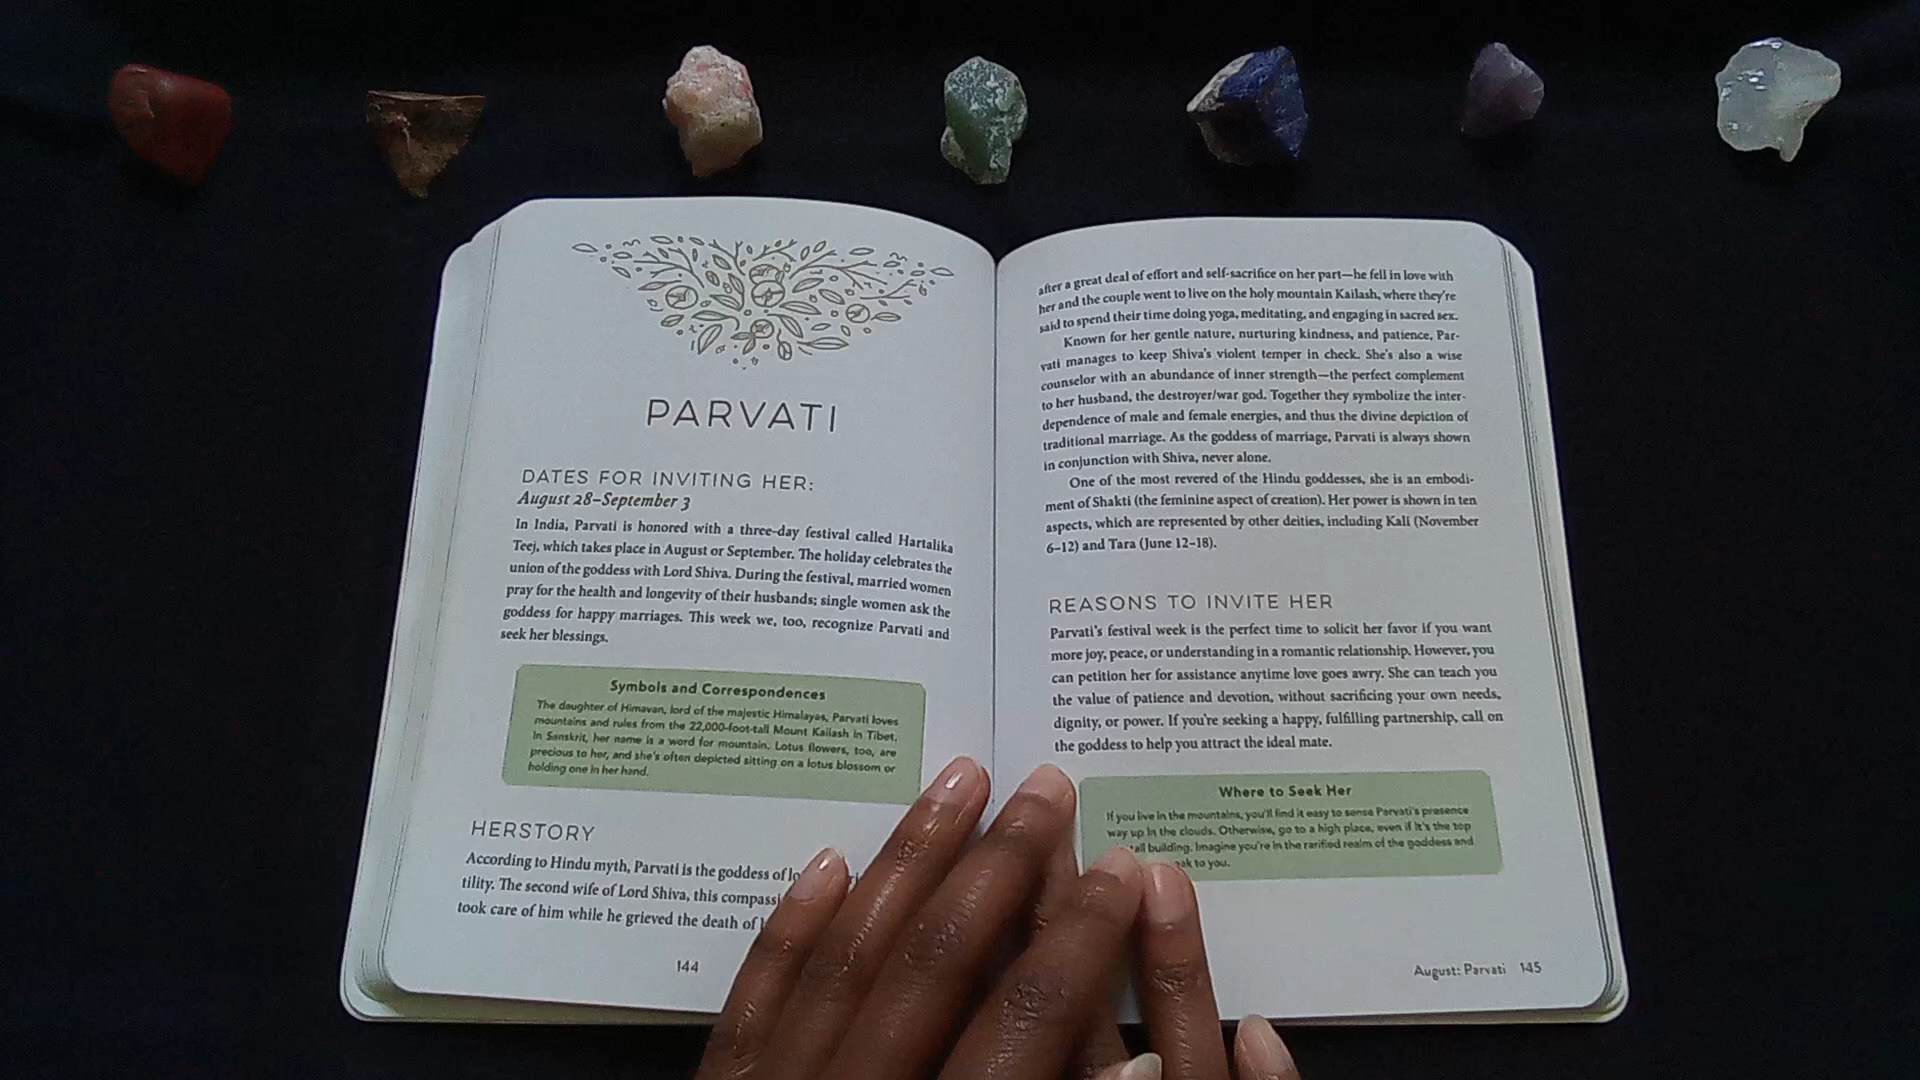 PARVATI
DATES FOR INVITING HER:
August 28–September 3
In India, Parvati is honored with a three-day festival called Hartalika
Teej, which takes place in August or September. The holiday celebrates the
union of the goddess with Lord Shiva. During the festival, married women
pray for the health and longevity of their husbands; single women ask the
goddess for happy marriages. This week we, too, recognize Parvati and
seek her blessings.
Symbols and Correspondences
The daughter of Himavan, lord of the majestic Himalayas, Parvati loves
mountains and rules from the 22,000-foot-tall Mount Kailash in Tibet.
In Sanskrit, her name is a word for mountain. Lotus flowers, too, are
precious to her, and she's often depicted sitting on a lotus blossom or
holding one in her hand.
HERSTORY
According to Hindu myth, Parvati is the goddess of
tility. The second wife of Lord Shiva, this
took care of him while he grieved the death of
144
after a great deal of effort and self-sacrifice on her part—he fell in love with
her and the couple went to live on the holy mountain Kailash, where they're
said to spend their time doing yoga, meditating, and engaging in sacred sex.
Known for her gentle nature, nurturing kindness, and patience, Par-
vati manages to keep Shiva's violent temper in check. She's also a wise
counselor with an abundance of inner strength—the perfect complement
to her husband, the destroyer/war god. Together they symbolize the inter-
dependence of male and female energies, and thus the divine depiction of
traditional marriage. As the goddess of marriage, Parvati is always shown
in conjunction with Shiva, never alone.
One of the most revered of the Hindu goddesses, she is an embodi-
ment of Shakti (the feminine aspect of creation). Her power is shown in ten
aspects, which are represented by other deities, including Kali (November
6–12) and Tara (June 12–18).
REASONS TO INVITE HER
Parvati's festival week is the perfect time to solicit her favor if you want
more joy, peace, or understanding in a romantic relationship. However, you
can petition her for assistance anytime love goes awry. She can teach you
the value of patience and devotion, without sacrificing your own needs,
dignity, or power. If you're seeking a happy, fulfilling partnership, call on
the goddess to help you attract the ideal mate.
Where to Seek Her
If you live in the mountains, you'll find it easy to sense Parvati's presence
way up in the clouds. Otherwise, go to a high place, even if it's the top
building. Imagine you're in the rarified realm of the goddess and
to you.
August: Parvati 145